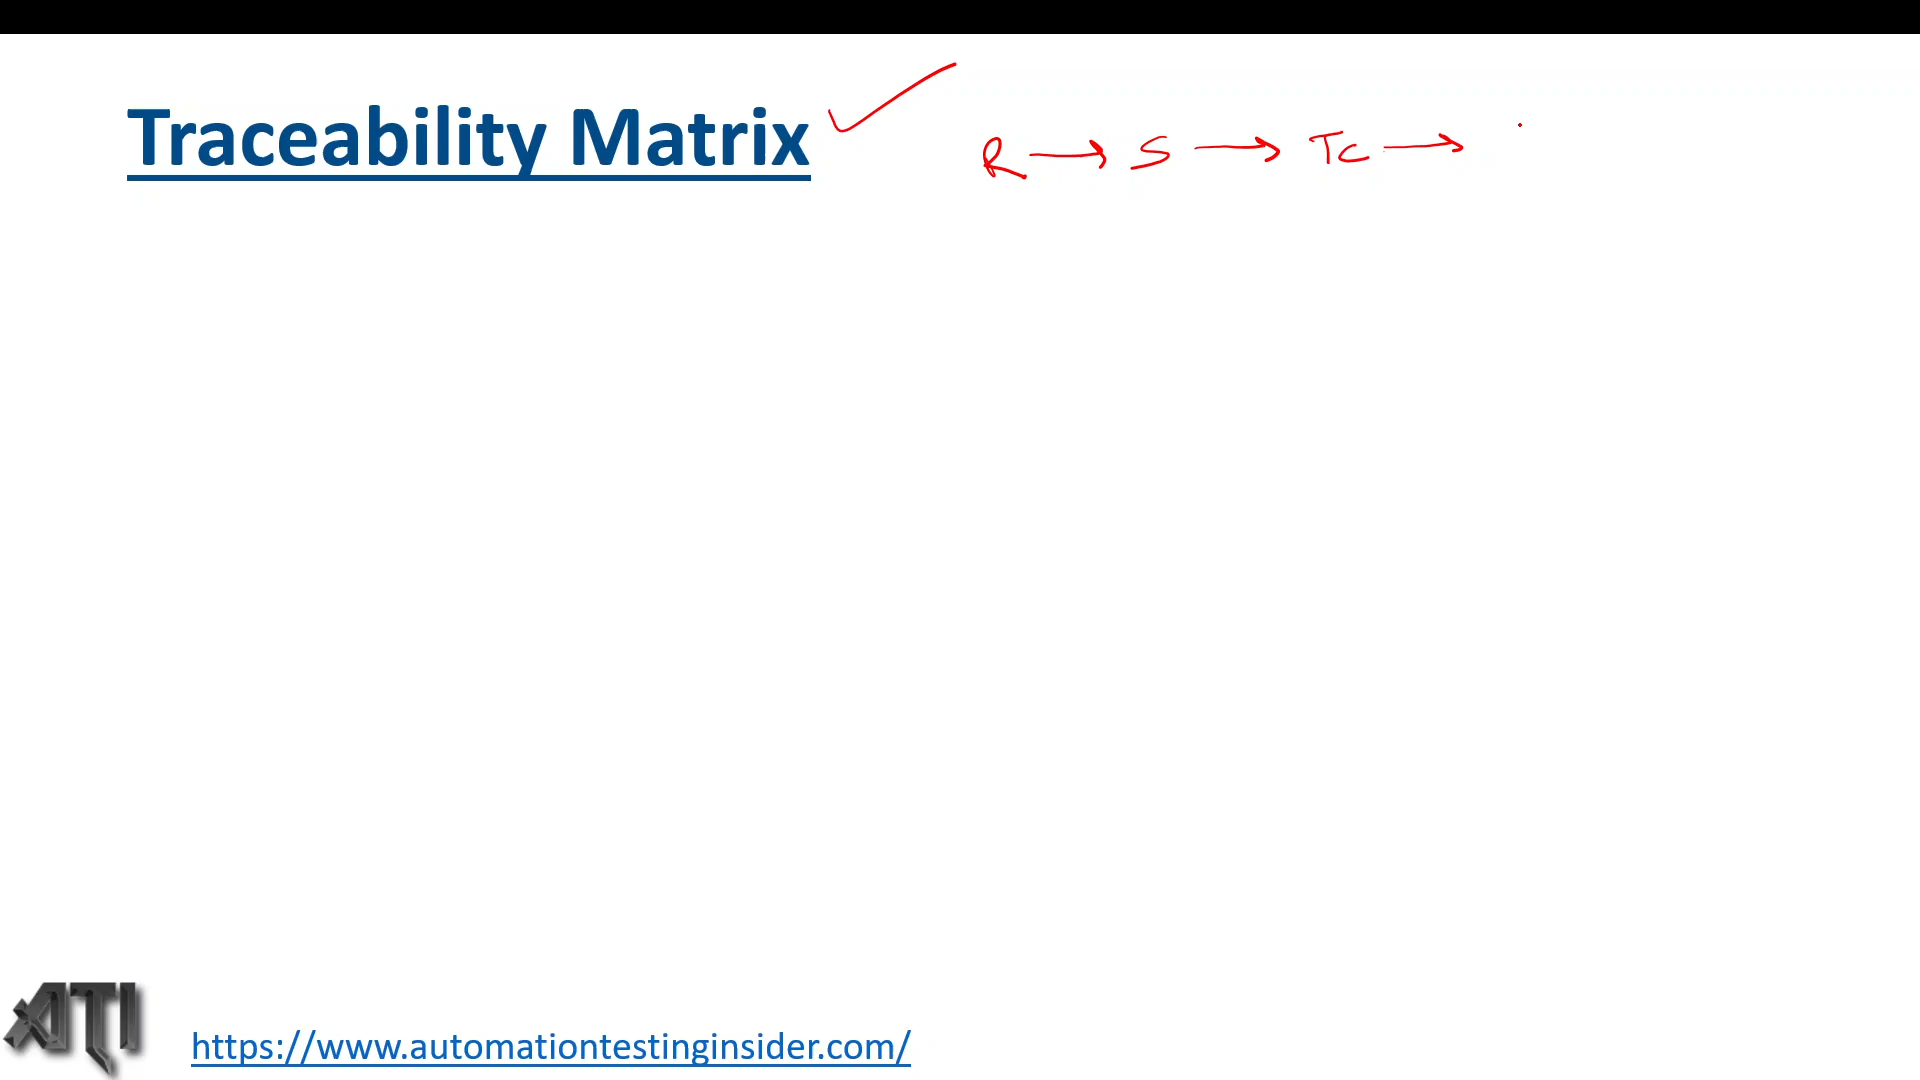 Traceability Matrix
R → S → TC →
ATI
https://www.automationtestinginsider.com/